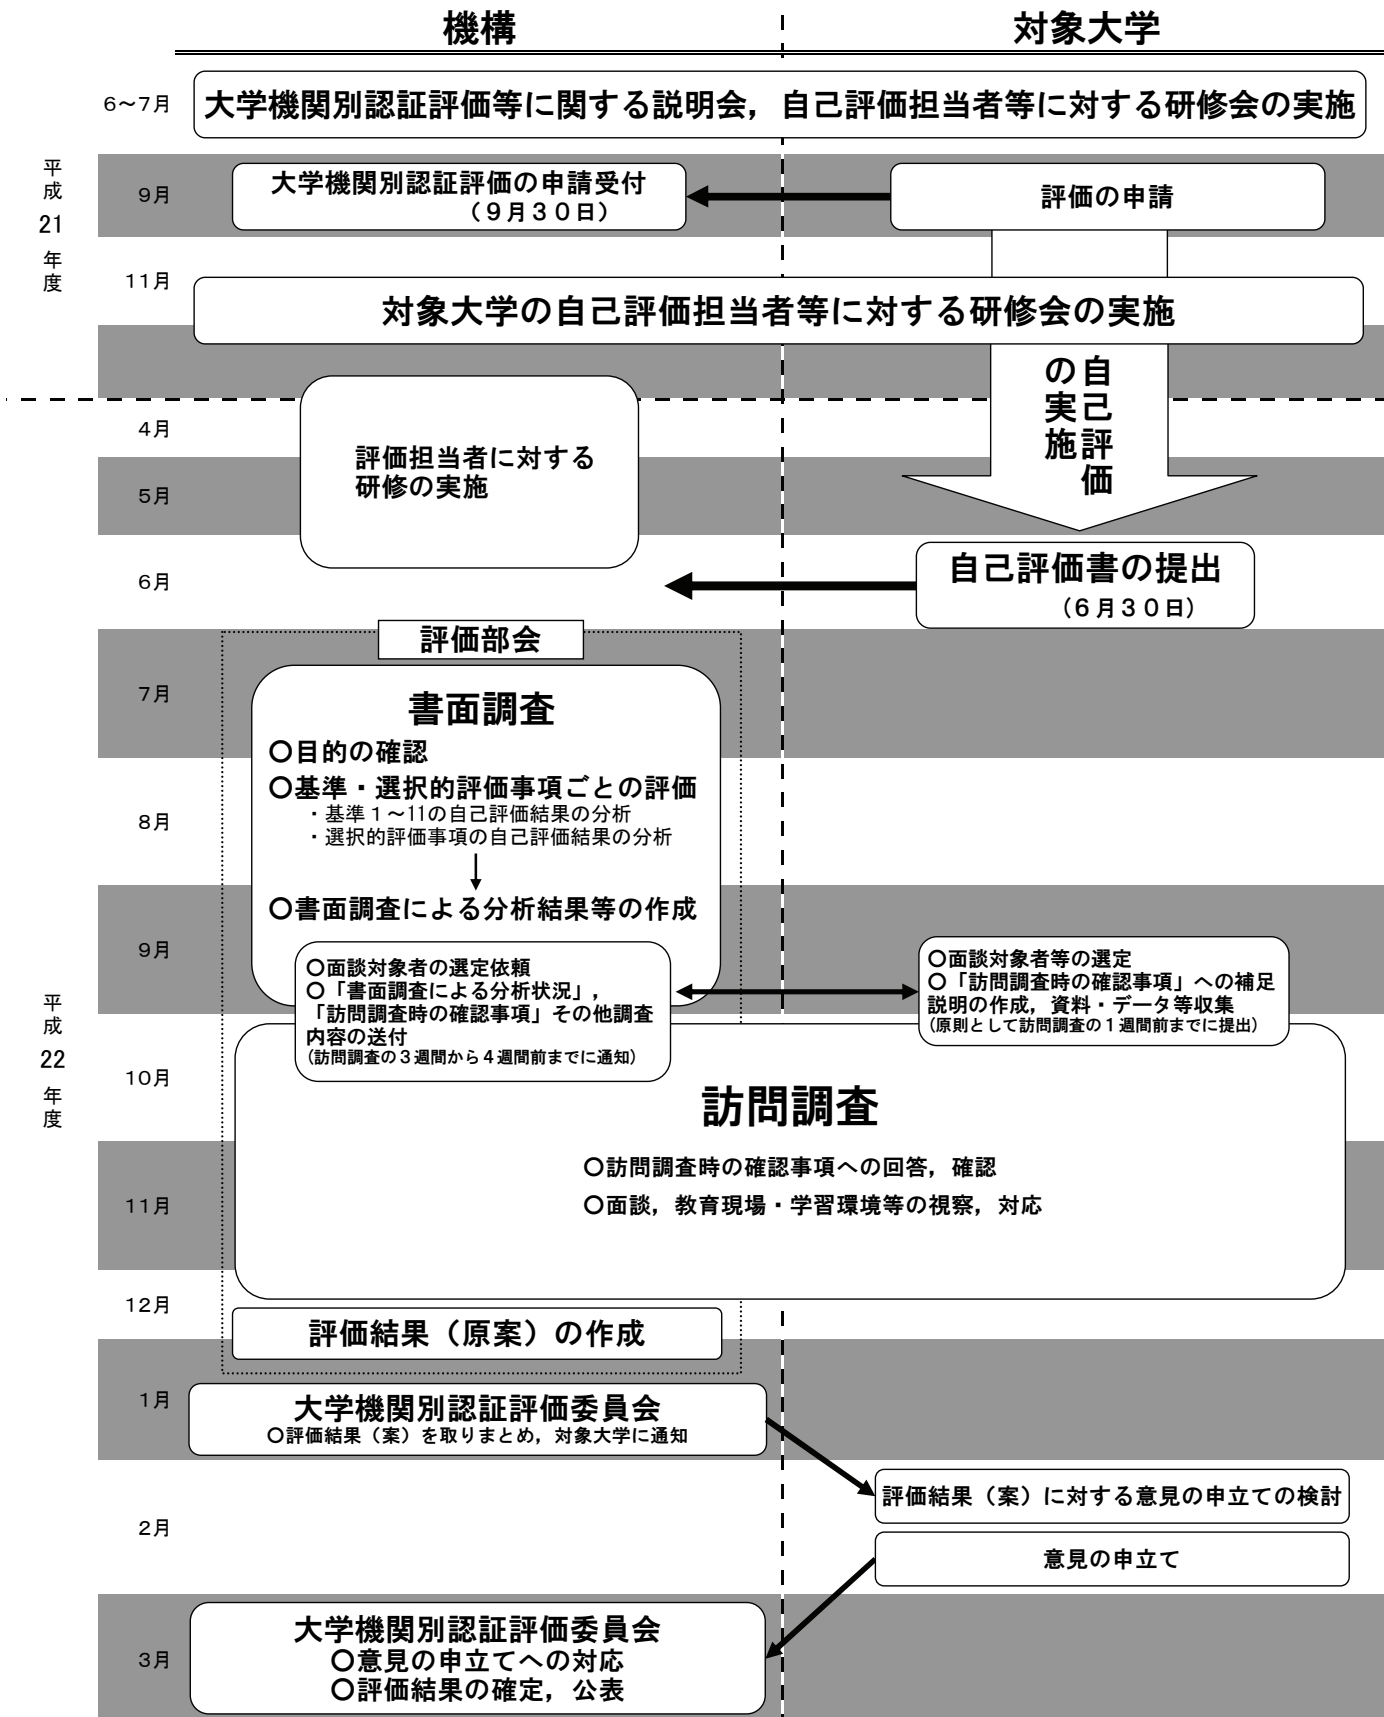 機構
対象大学
平成21年度
6～7月
大学機関別認証評価等に関する説明会，自己評価担当者等に対する研修会の実施
9月
大学機関別認証評価の申請受付
（９月３０日）
評価の申請
11月
対象大学の自己評価担当者等に対する研修会の実施
自己評価
の実施
平成22年度
4月
評価担当者に対する
研修の実施
5月
6月
自己評価書の提出
（６月３０日）
評価部会
7月
書面調査
○目的の確認
○基準・選択的評価事項ごとの評価
・基準１～11の自己評価結果の分析
8月
・選択的評価事項の自己評価結果の分析
○書面調査による分析結果等の作成
9月
○面談対象者の選定依頼
○「書面調査による分析状況」，
「訪問調査時の確認事項」その他調査
内容の送付
(訪問調査の３週間から４週間前までに通知)
○面談対象者等の選定
○「訪問調査時の確認事項」への補足
説明の作成，資料・データ等収集
(原則として訪問調査の１週間前までに提出)
10月
訪問調査
○訪問調査時の確認事項への回答，確認
11月
○面談，教育現場・学習環境等の視察，対応
12月
評価結果（原案）の作成
1月
大学機関別認証評価委員会
○評価結果（案）を取りまとめ，対象大学に通知
評価結果（案）に対する意見の申立ての検討
2月
意見の申立て
3月
大学機関別認証評価委員会
○意見の申立てへの対応
○評価結果の確定，公表